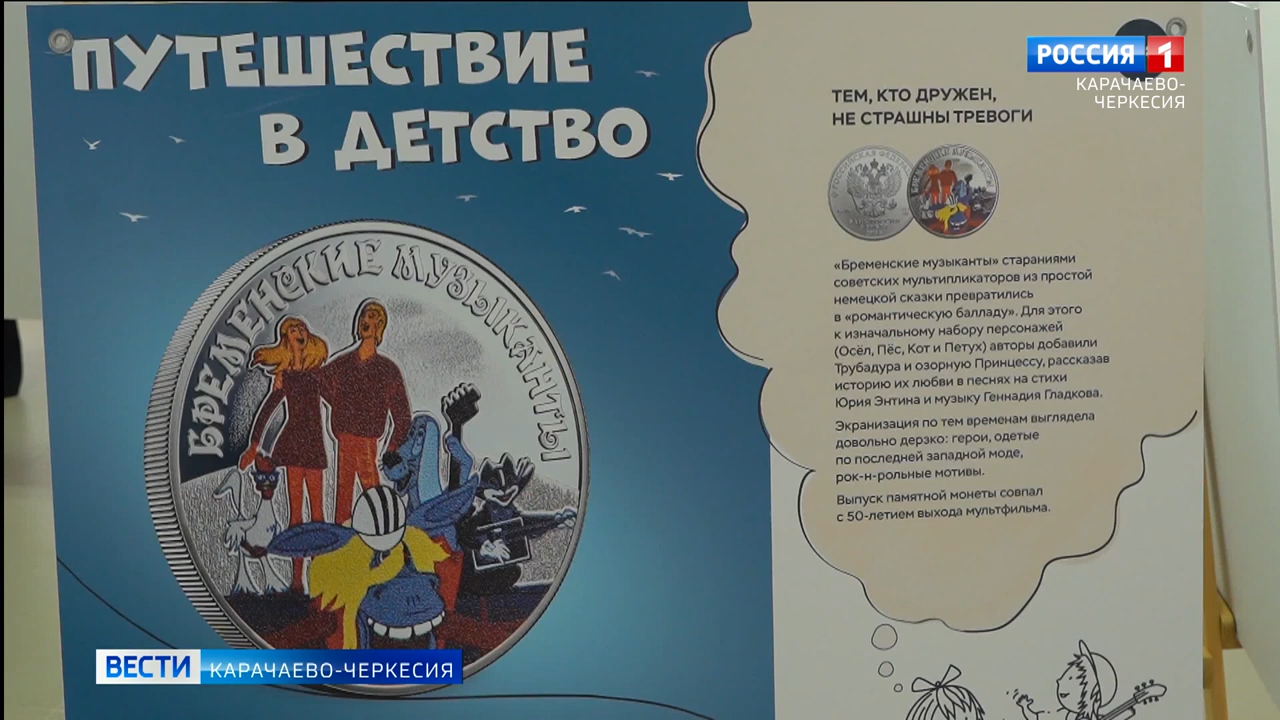 ПУТЕШЕСТВИЕ
В ДЕТСТВО
БРЕМЕНСКИЕ МУЗЫКАНТЫ
РОССИЯ 1
КАРАЧАЕВО-
ЧЕРКЕСИЯ
ТЕМ, КТО ДРУЖЕН,
НЕ СТРАШНЫ ТРЕВОГИ
«Бременские музыканты» стараниями
советских мультипликаторов из простой
немецкой сказки превратились
в «романтическую балладу». Для этого
к изначальному набору персонажей
(Осёл, Пёс, Кот и Петух) авторы добавили
Трубадура и озорную Принцессу, рассказав
историю их любви в песнях на стихи
Юрия Энтина и музыку Геннадия Гладкова.
Экранизация по тем временам выглядела
довольно дерзко: герои, одетые
по последней западной моде,
рок-н-рольные мотивы.
Выпуск памятной монеты совпал
с 50-летием выхода мультфильма.
ВЕСТИ КАРАЧАЕВО-ЧЕРКЕСИЯ